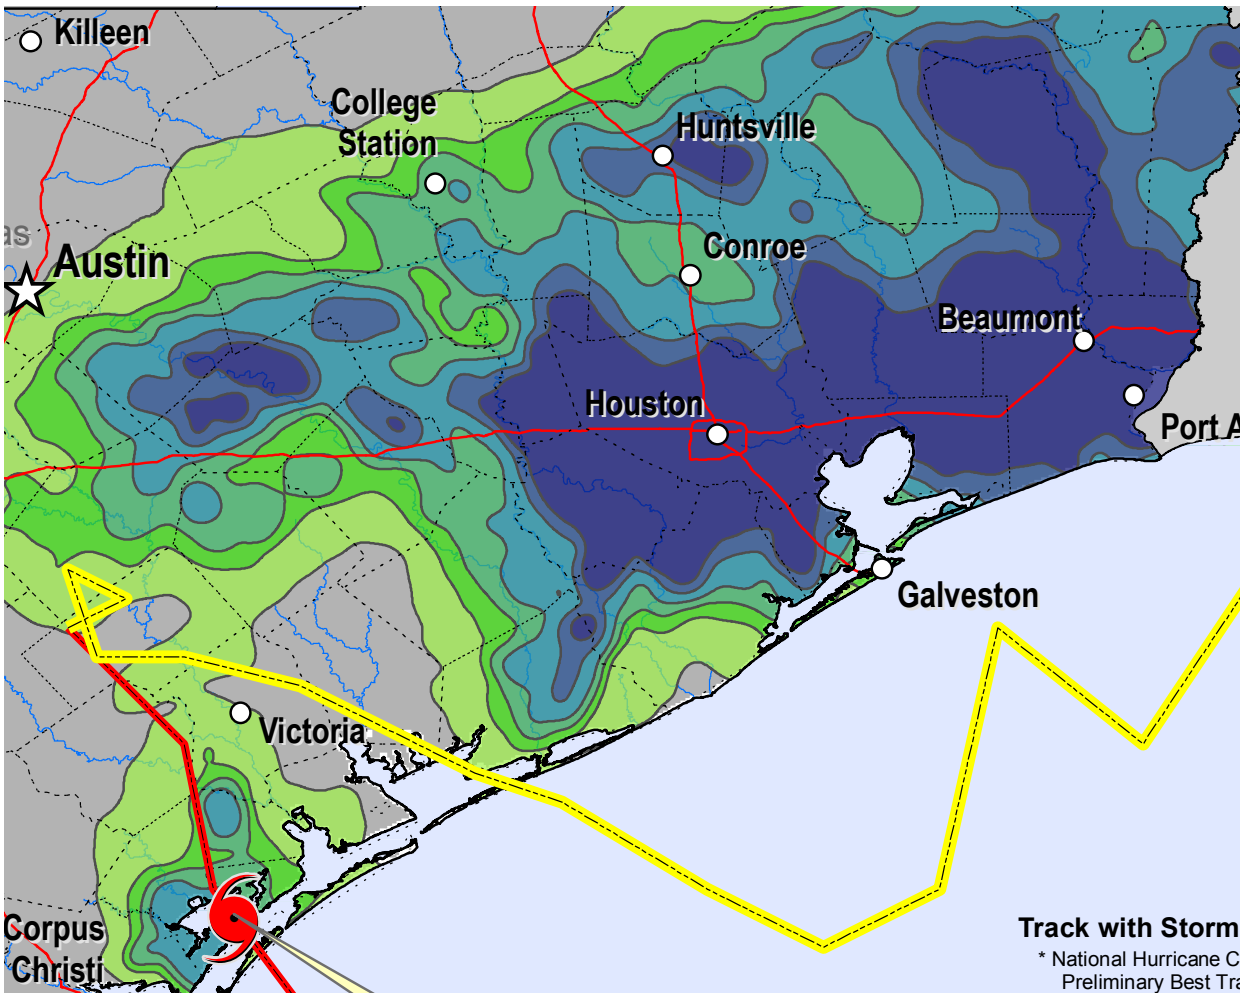 Killeen
College
Station
Huntsville
as
Austin
Conroe
Beaumont
Houston
Port A
Galveston
Victoria
Corpus
Christi
Track with Storm
* National Hurricane C
Preliminary Best Tra